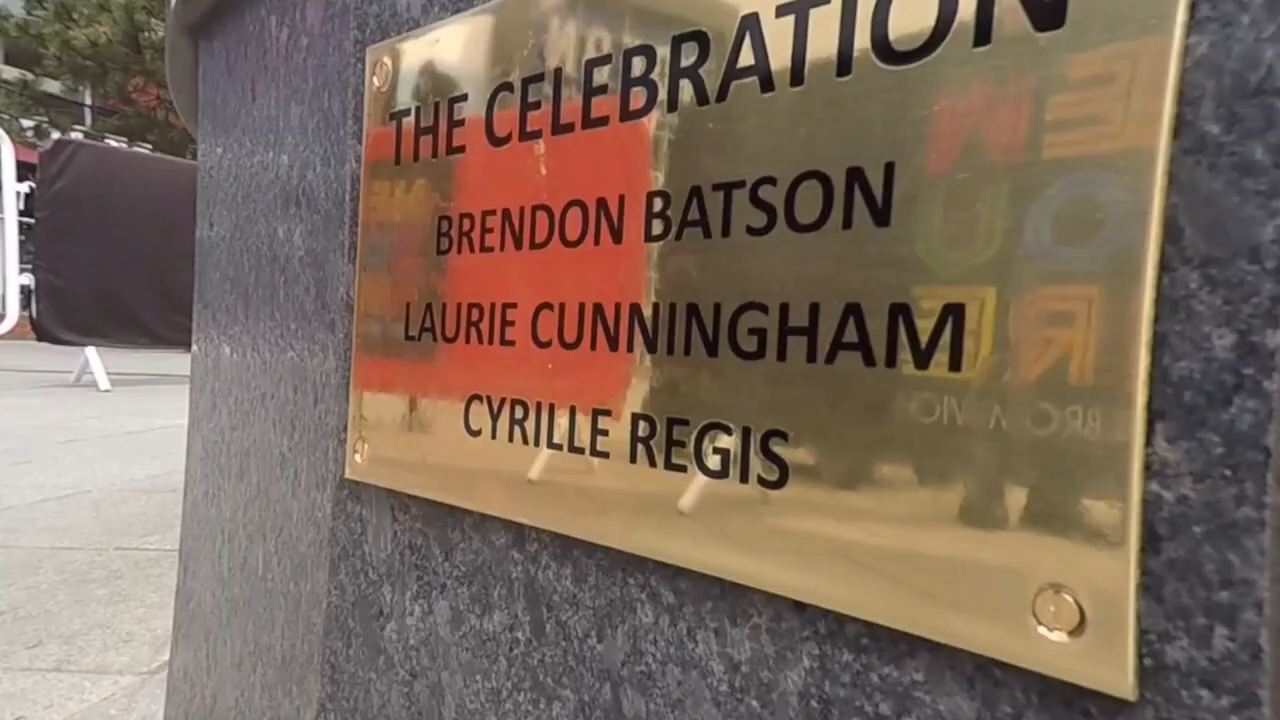 THE CELEBRATION
BRENDON BATSON
LAURIE CUNNINGHAM
CYRILLE REGIS